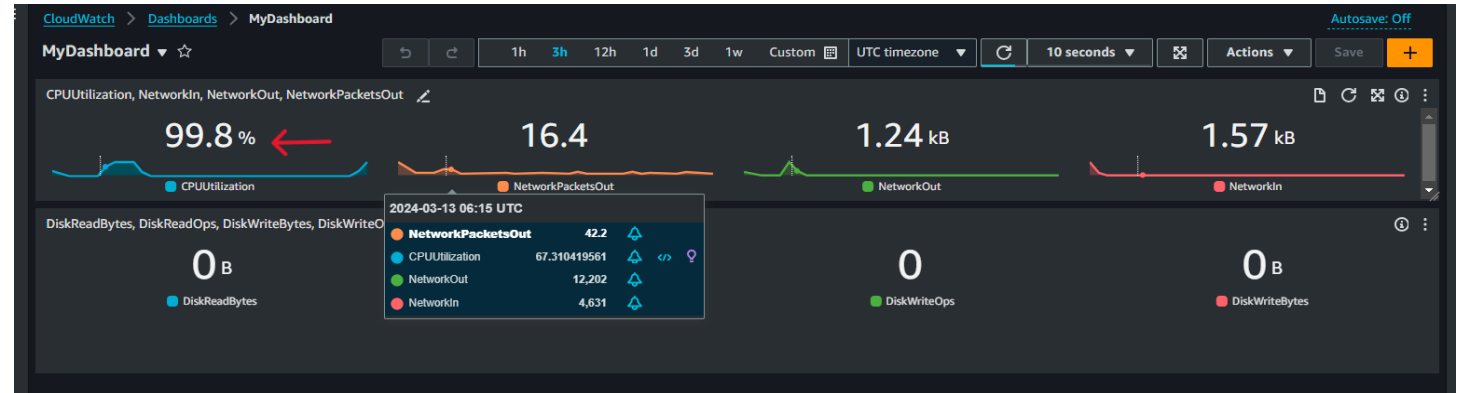 CloudWatch > Dashboards > MyDashboard Autosave: Off
MyDashboard 1h 3h 12h 1d 3d 1w Custom UTC timezone 10 seconds Actions Save +
CPUUtilization, NetworkIn, NetworkOut, NetworkPacketsOut
99.8 % 16.4 1.24 kB 1.57 kB
CPUUtilization NetworkPacketsOut NetworkOut NetworkIn
2024-03-13 06:15 UTC
NetworkPacketsOut 42.2
CPUUtilization 67.310419561
NetworkOut 12,202
NetworkIn 4,631
DiskReadBytes, DiskReadOps, DiskWriteBytes, DiskWriteO
0 B 0 0 B
DiskReadBytes DiskWriteOps DiskWriteBytes